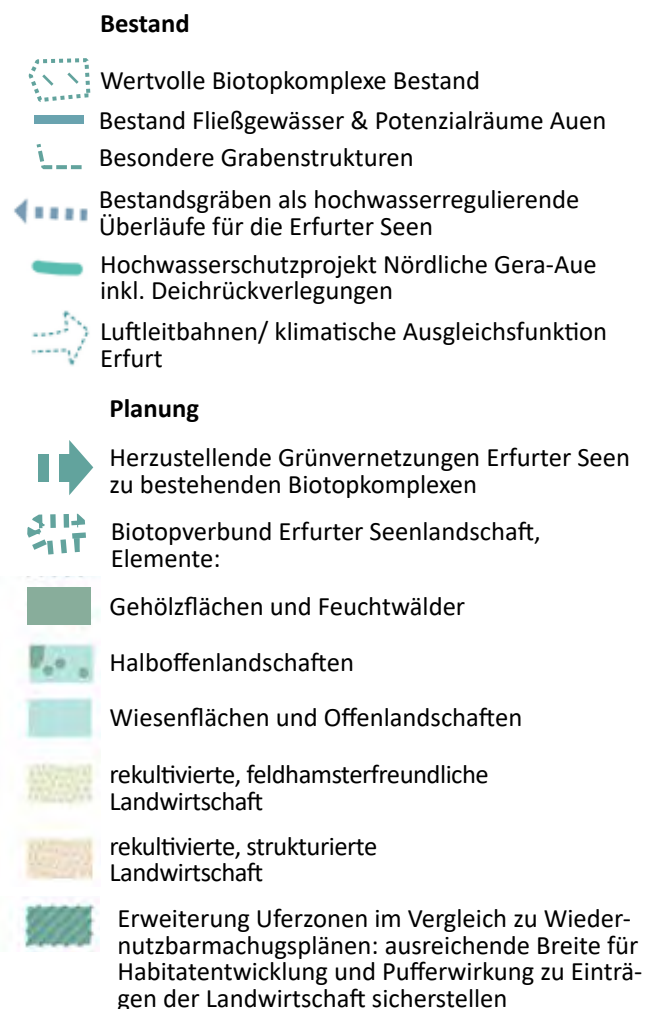 Bestand
Wertvolle Biotopkomplexe Bestand
Bestand Fließgewässer & Potenzialräume Auen
Besondere Grabenstrukturen
Bestandsgräben als hochwasserregulierende
Überläufe für die Erfurter Seen
Hochwasserschutzprojekt Nördliche Gera-Aue
inkl. Deichrückverlegungen
Luftleitbahnen/ klimatische Ausgleichsfunktion
Erfurt
Planung
Herzustellende Grünvernetzungen Erfurter Seen
zu bestehenden Biotopkomplexen
Biotopverbund Erfurter Seenlandschaft,
Elemente:
Gehölzflächen und Feuchtwälder
Halboffenlandschaften
Wiesenflächen und Offenlandschaften
rekultivierte, feldhamsterfreundliche
Landwirtschaft
rekultivierte, strukturierte
Landwirtschaft
Erweiterung Uferzonen im Vergleich zu Wieder-
nutzbarmachugsplänen: ausreichende Breite für
Habitatentwicklung und Pufferwirkung zu Einträ-
gen der Landwirtschaft sicherstellen